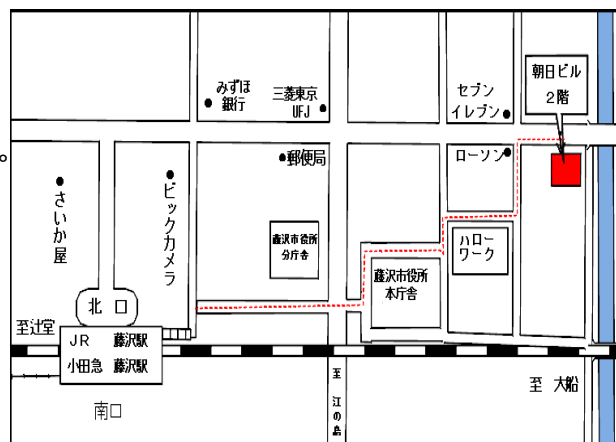 朝日ビル
2階
みずほ
銀行
三菱東京
UFJ
セブン
イレブン
郵便局
ローソン
さいか屋
ビックカメラ
藤沢市役所
分庁舎
ハロー
ワーク
藤沢市役所
本庁舎
北口
至辻堂
JR 藤沢駅
小田急 藤沢駅
至 江の島
至 大船
南口